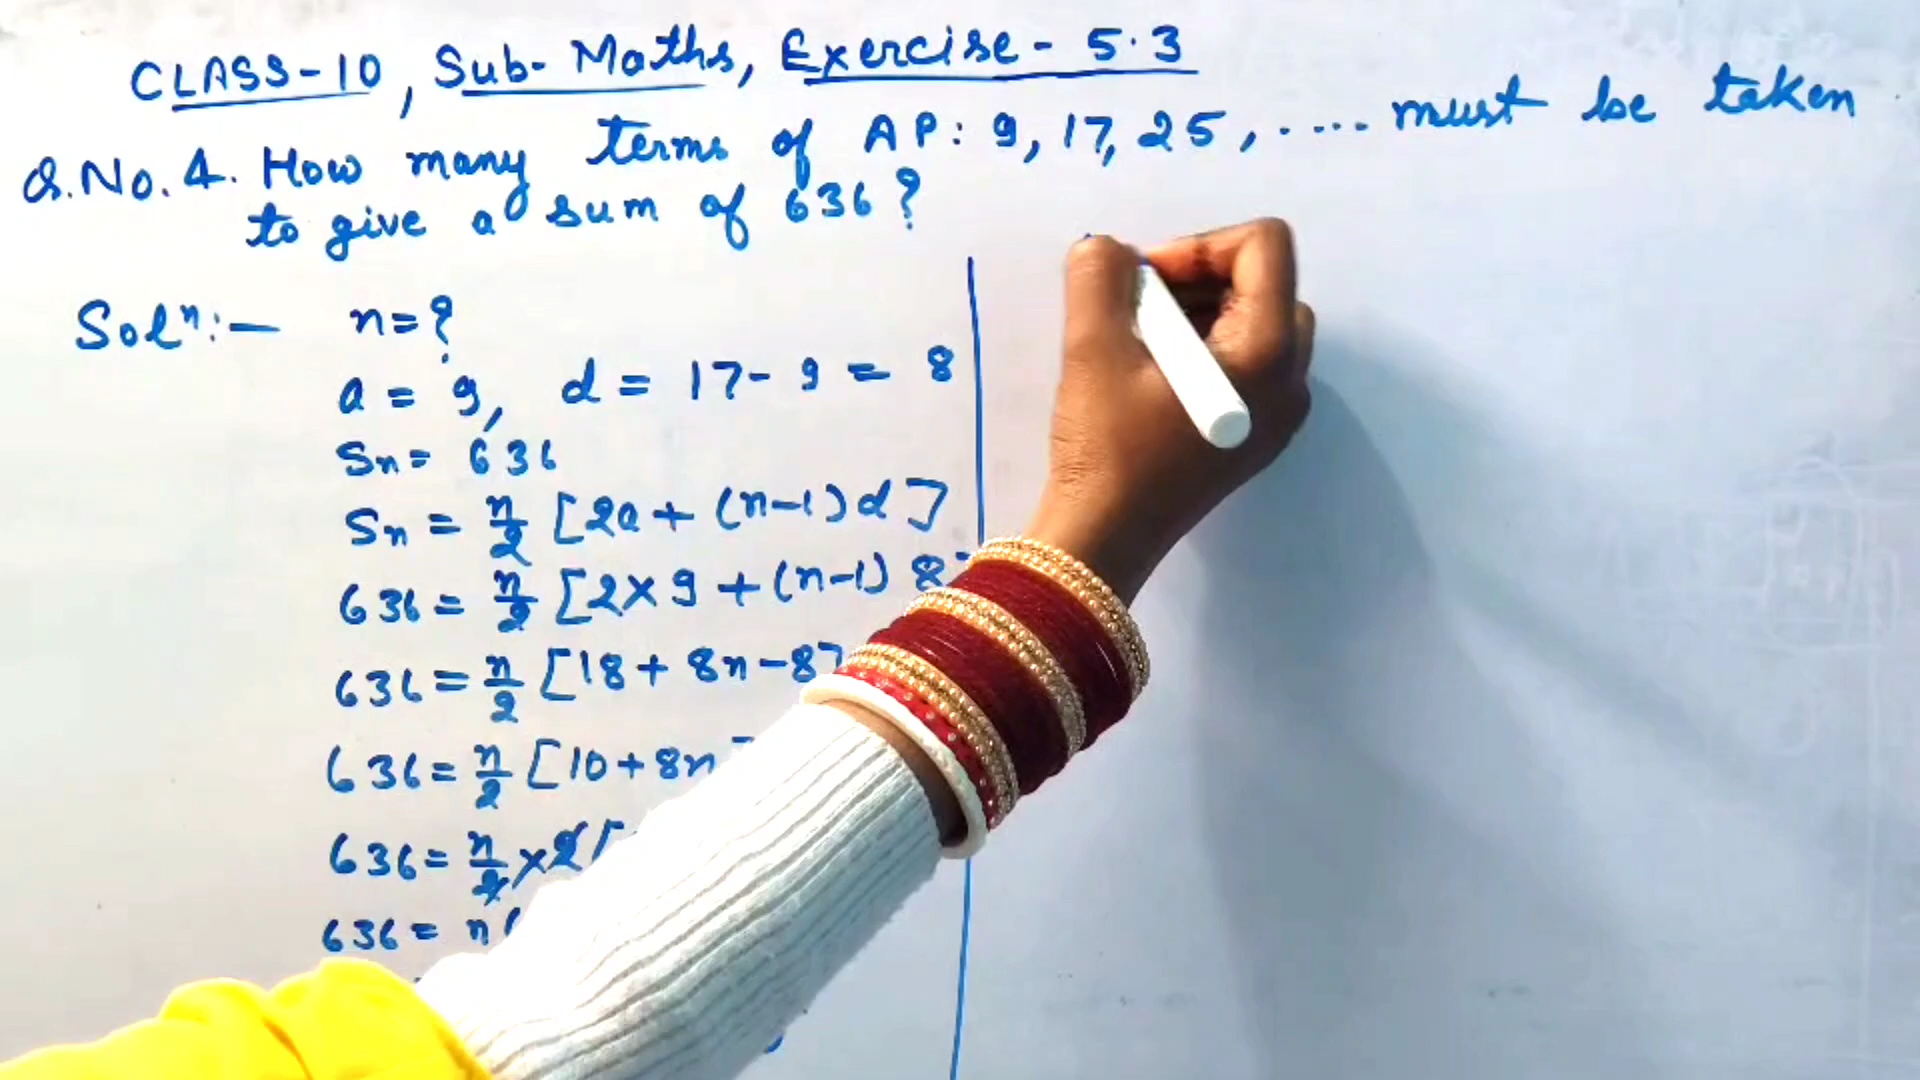 CLASS-10, Sub-Maths, Exercise-5.3
Q.No.4. How many terms of AP: 9, 17, 25, .... must be taken
to give a sum of 636?
Solⁿ:- n=?
a = 9, d = 17-9 = 8
Sn= 636
Sn = n/2 [2a+(n-1)d]
636= n/2 [2×9+(n-1) 8
636= n/2 [18+8n-8]
636= n/2 [10+8n]
636= n/2 ×2[
636= n(